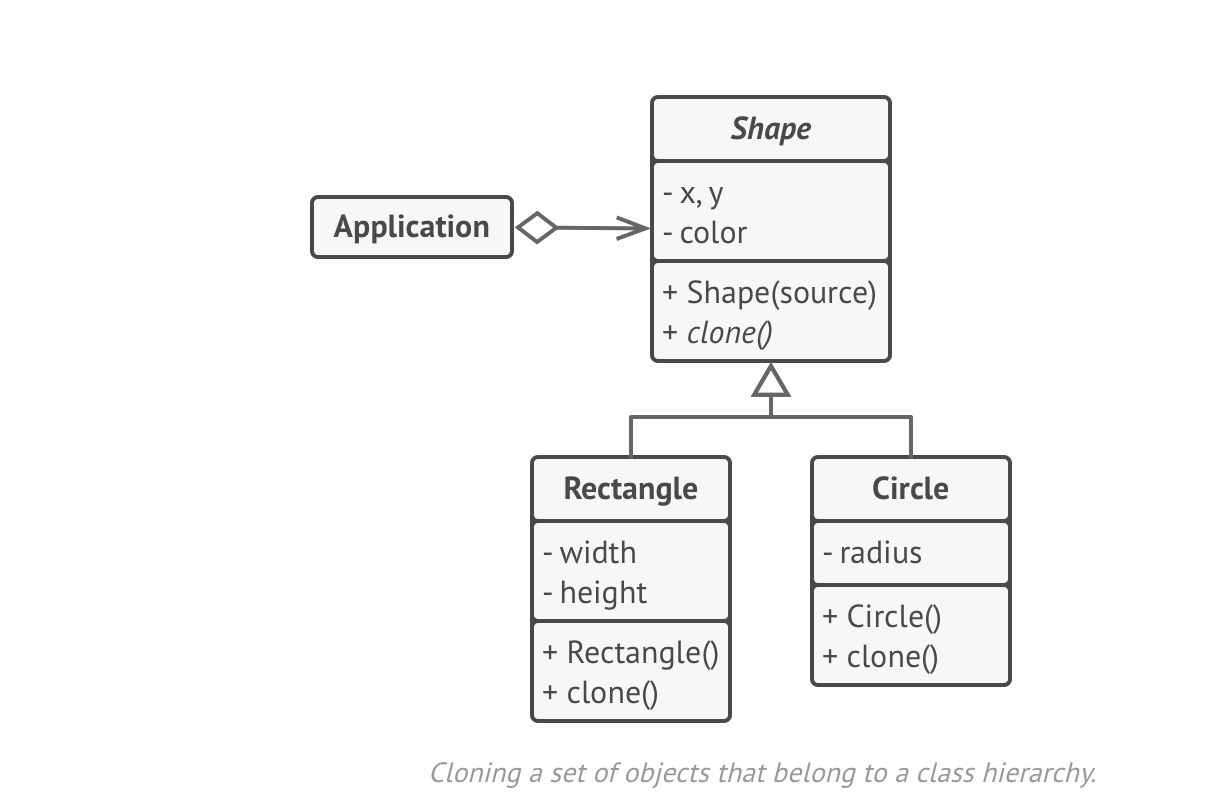 Shape
- x, y
- color
+ Shape(source)
+ clone()
Application
Rectangle
- width
- height
+ Rectangle()
+ clone()
Circle
- radius
+ Circle()
+ clone()
Cloning a set of objects that belong to a class hierarchy.